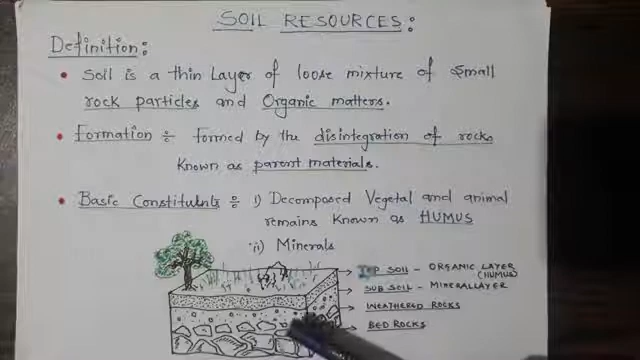 SOIL RESOURCES:
Definition:
• Soil is a thin Layer of loose mixture of Small
rock particles and Organic matters.
• Formation ÷ formed by the disintegration of rocks
Known as parent materials.
• Basic Constituents ÷ i) Decomposed Vegetal and animal
remains Known as HUMUS
ii) Minerals
TOP SOIL - ORGANIC LAYER
(HUMUS)
SUB SOIL - MINERAL LAYER
WEATHERED ROCKS
BED ROCKS